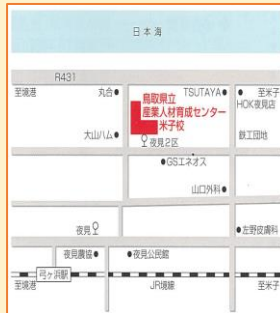 日本海
R431
至境港
丸合
TSUTAYA
至米子
HOK夜見店
鳥取県立
産業人材育成センター
米子校
大山ハム
夜見2区
鉄工団地
GSエネオス
山口外科
夜見
左野皮膚科
夜見農協
夜見公民館
弓ヶ浜駅
至境港
JR境線
至米子